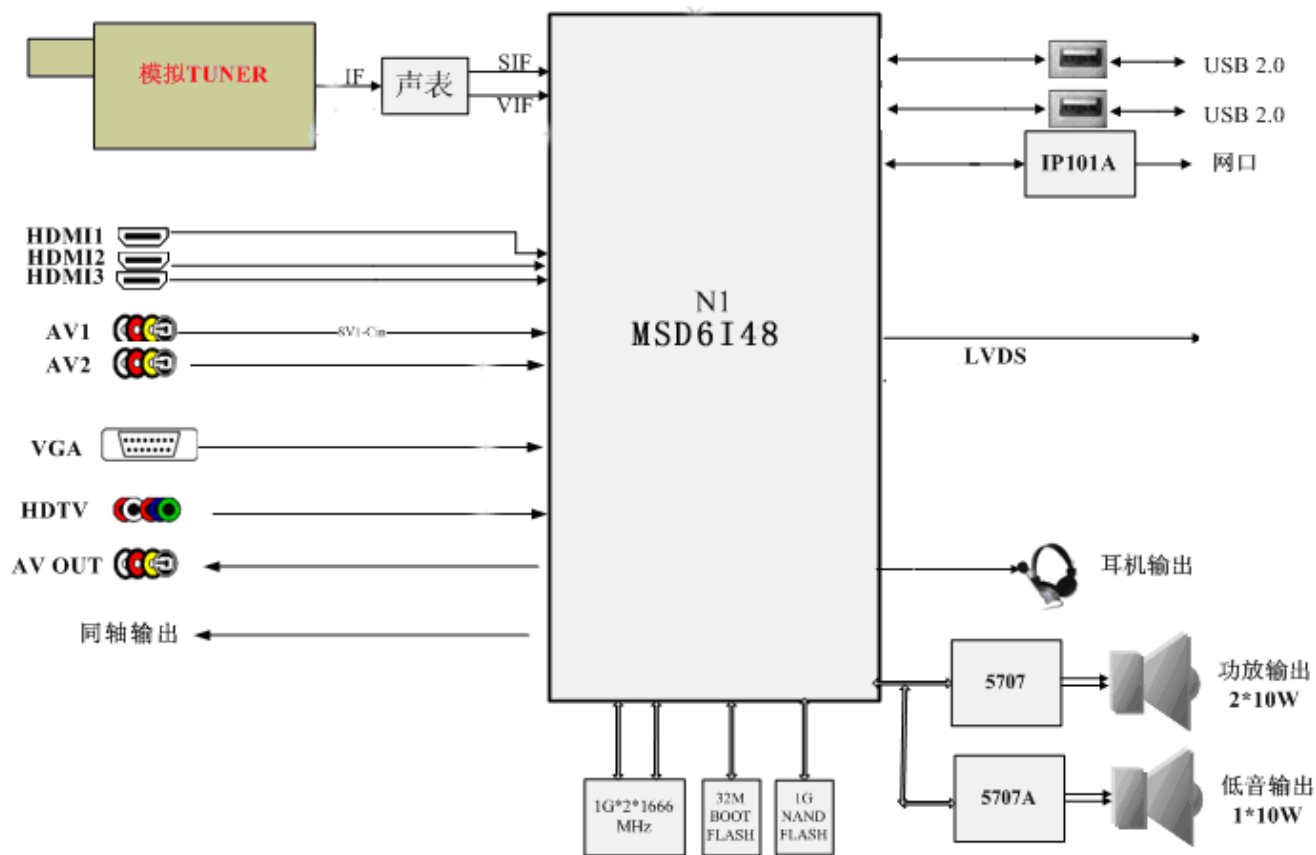 模拟TUNER
IF
声表
SIF
VIF
USB 2.0
USB 2.0
IP101A
网口
HDMI1
HDMI2
HDMI3
AV1
SV1-Cin
AV2
N1
MSD6I48
LVDS
VGA
HDTV
AV OUT
耳机输出
同轴输出
5707
功放输出
2*10W
5707A
低音输出
1*10W
1G*2*1666
MHz
32M
BOOT
FLASH
1G
NAND
FLASH